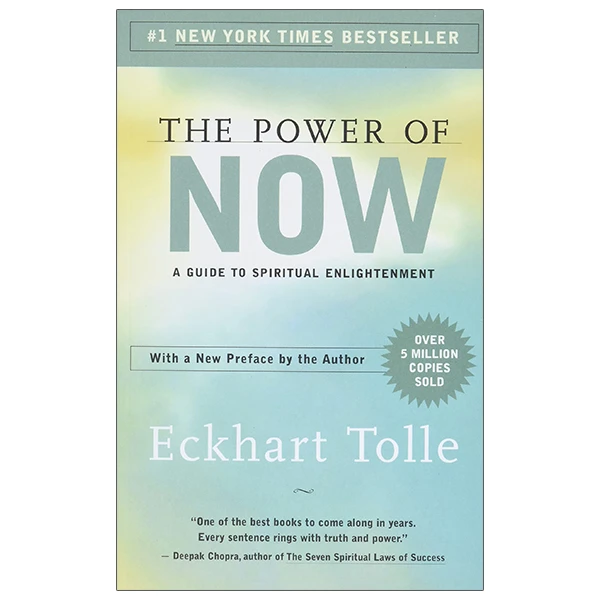 #1 NEW YORK TIMES BESTSELLER
THE POWER OF
NOW
A GUIDE TO SPIRITUAL ENLIGHTENMENT
With a New Preface by the Author
OVER
5 MILLION
COPIES
SOLD
Eckhart Tolle
"One of the best books to come along in years.
Every sentence rings with truth and power."
— Deepak Chopra, author of The Seven Spiritual Laws of Success